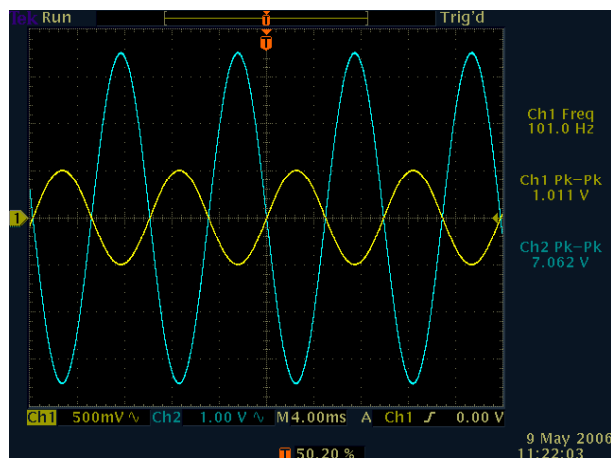 Tek Run Trig'd
T
T
Ch1 Freq
101.0 Hz
Ch1 Pk-Pk
1.011 V
1
Ch2 Pk-Pk
7.062 V
Ch1 500mV ∿ Ch2 1.00 V ∿ M 4.00ms A Ch1 ∫ 0.00 V
T 50.20 %
9 May 2006
11:22:03